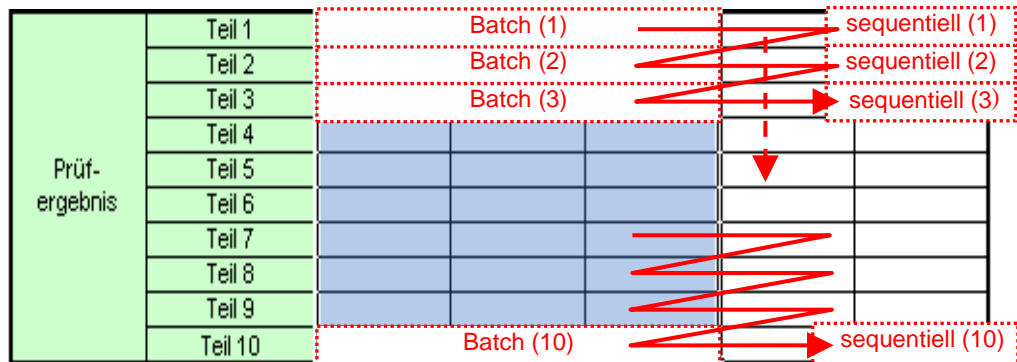 Teil 1 Batch (1) sequentiell (1)
Teil 2 Batch (2) sequentiell (2)
Teil 3 Batch (3) sequentiell (3)
Teil 4
Prüf-
ergebnis
Teil 5
Teil 6
Teil 7
Teil 8
Teil 9
Teil 10 Batch (10) sequentiell (10)